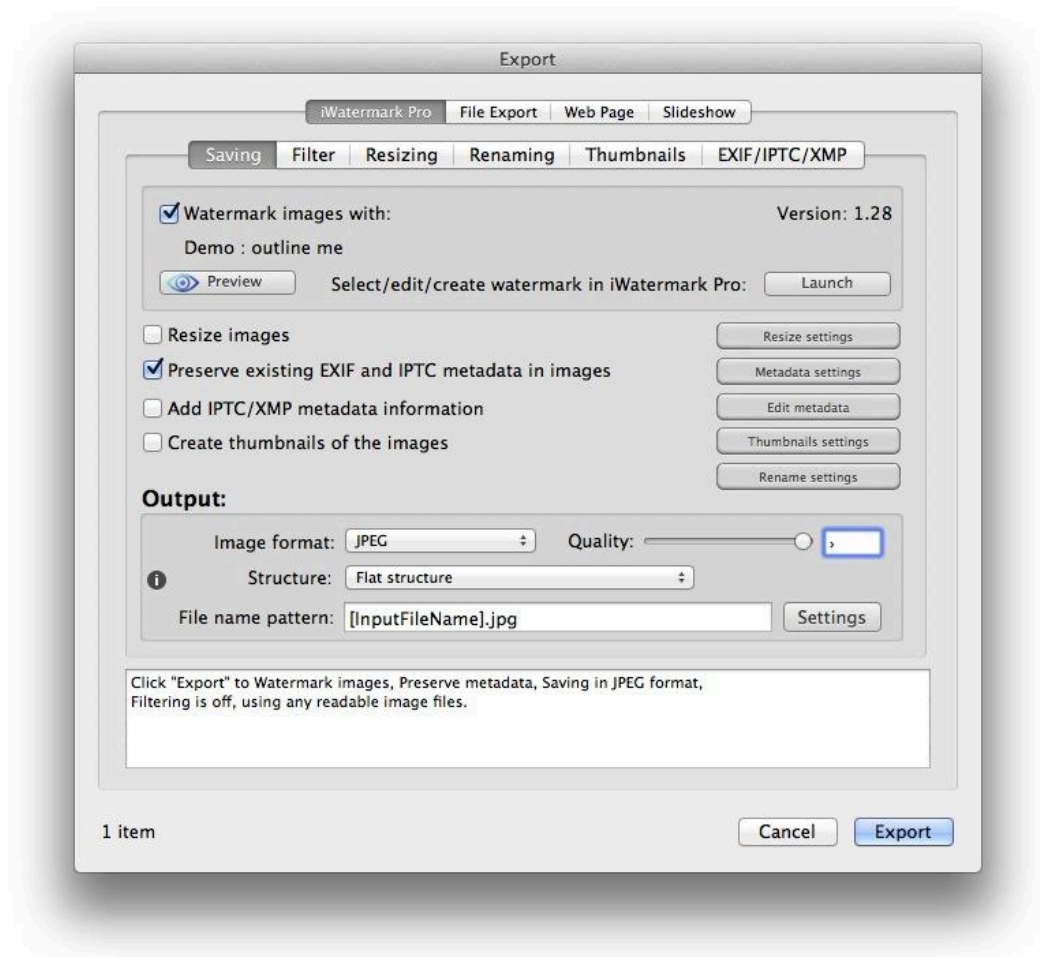 Export
iWatermark Pro File Export Web Page Slideshow
Saving Filter Resizing Renaming Thumbnails EXIF/IPTC/XMP
Watermark images with: Version: 1.28
Demo : outline me
Preview Select/edit/create watermark in iWatermark Pro: Launch
Resize images Resize settings
Preserve existing EXIF and IPTC metadata in images Metadata settings
Add IPTC/XMP metadata information Edit metadata
Create thumbnails of the images Thumbnails settings
Rename settings
Output:
Image format: JPEG Quality: ›
Structure: Flat structure
File name pattern: [InputFileName].jpg Settings
Click "Export" to Watermark images, Preserve metadata, Saving in JPEG format,
Filtering is off, using any readable image files.
1 item Cancel Export